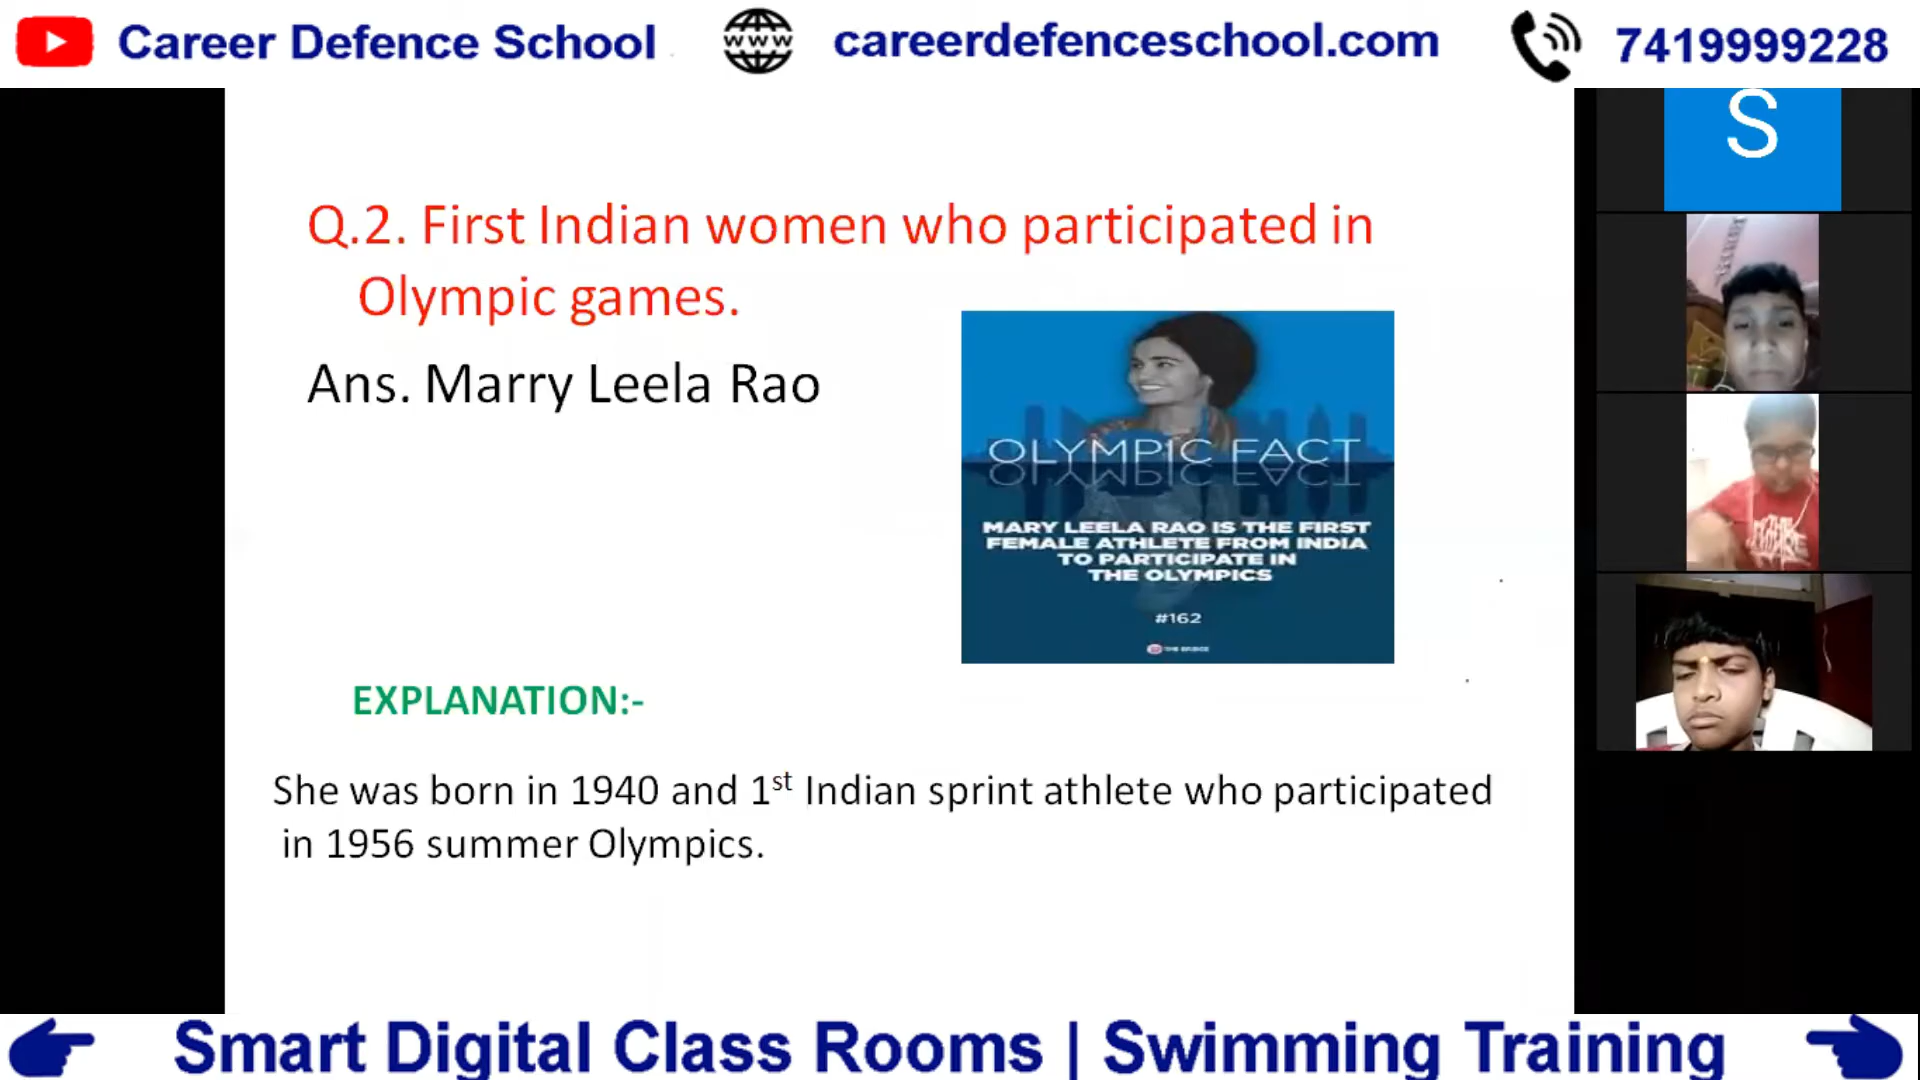 Career Defence School
www
careerdefenceschool.com
7419999228
S
Q.2. First Indian women who participated in
Olympic games.
Ans. Marry Leela Rao
OLYMPIC FACT
MARY LEELA RAO IS THE FIRST
FEMALE ATHLETE FROM INDIA
TO PARTICIPATE IN
THE OLYMPICS
#162
THE BRIDGE
EXPLANATION:-
She was born in 1940 and 1st Indian sprint athlete who participated
in 1956 summer Olympics.
Smart Digital Class Rooms | Swimming Training